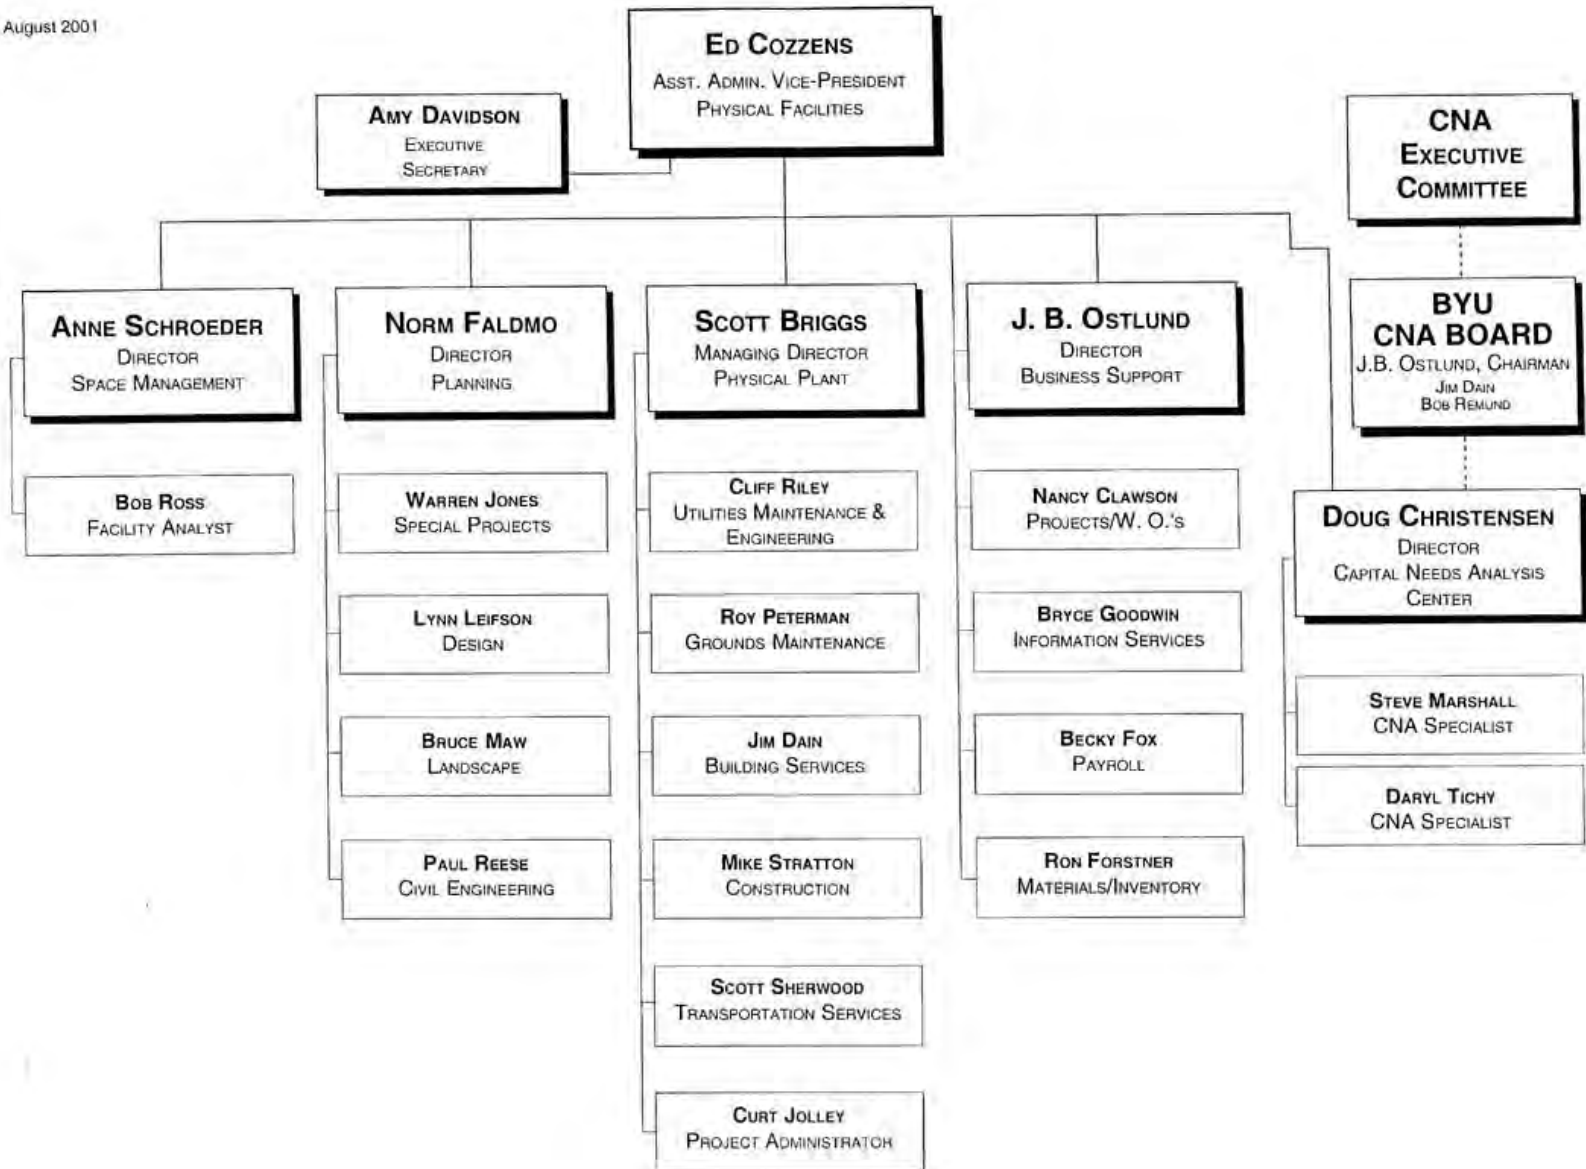 August 2001
ED COZZENS
ASST. ADMIN. VICE-PRESIDENT
PHYSICAL FACILITIES
AMY DAVIDSON
EXECUTIVE
SECRETARY
CNA
EXECUTIVE
COMMITTEE
BYU
CNA BOARD
J.B. OSTLUND, CHAIRMAN
JIM DAIN
BOB REMUND
ANNE SCHROEDER
DIRECTOR
SPACE MANAGEMENT
BOB ROSS
FACILITY ANALYST
NORM FALDMO
DIRECTOR
PLANNING
WARREN JONES
SPECIAL PROJECTS
LYNN LEIFSON
DESIGN
BRUCE MAW
LANDSCAPE
PAUL REESE
CIVIL ENGINEERING
SCOTT BRIGGS
MANAGING DIRECTOR
PHYSICAL PLANT
CLIFF RILEY
UTILITIES MAINTENANCE &
ENGINEERING
ROY PETERMAN
GROUNDS MAINTENANCE
JIM DAIN
BUILDING SERVICES
MIKE STRATTON
CONSTRUCTION
SCOTT SHERWOOD
TRANSPORTATION SERVICES
CURT JOLLEY
PROJECT ADMINISTRATOR
J. B. OSTLUND
DIRECTOR
BUSINESS SUPPORT
NANCY CLAWSON
PROJECTS/W. O.'S
BRYCE GOODWIN
INFORMATION SERVICES
BECKY FOX
PAYROLL
RON FORSTNER
MATERIALS/INVENTORY
DOUG CHRISTENSEN
DIRECTOR
CAPITAL NEEDS ANALYSIS
CENTER
STEVE MARSHALL
CNA SPECIALIST
DARYL TICHY
CNA SPECIALIST